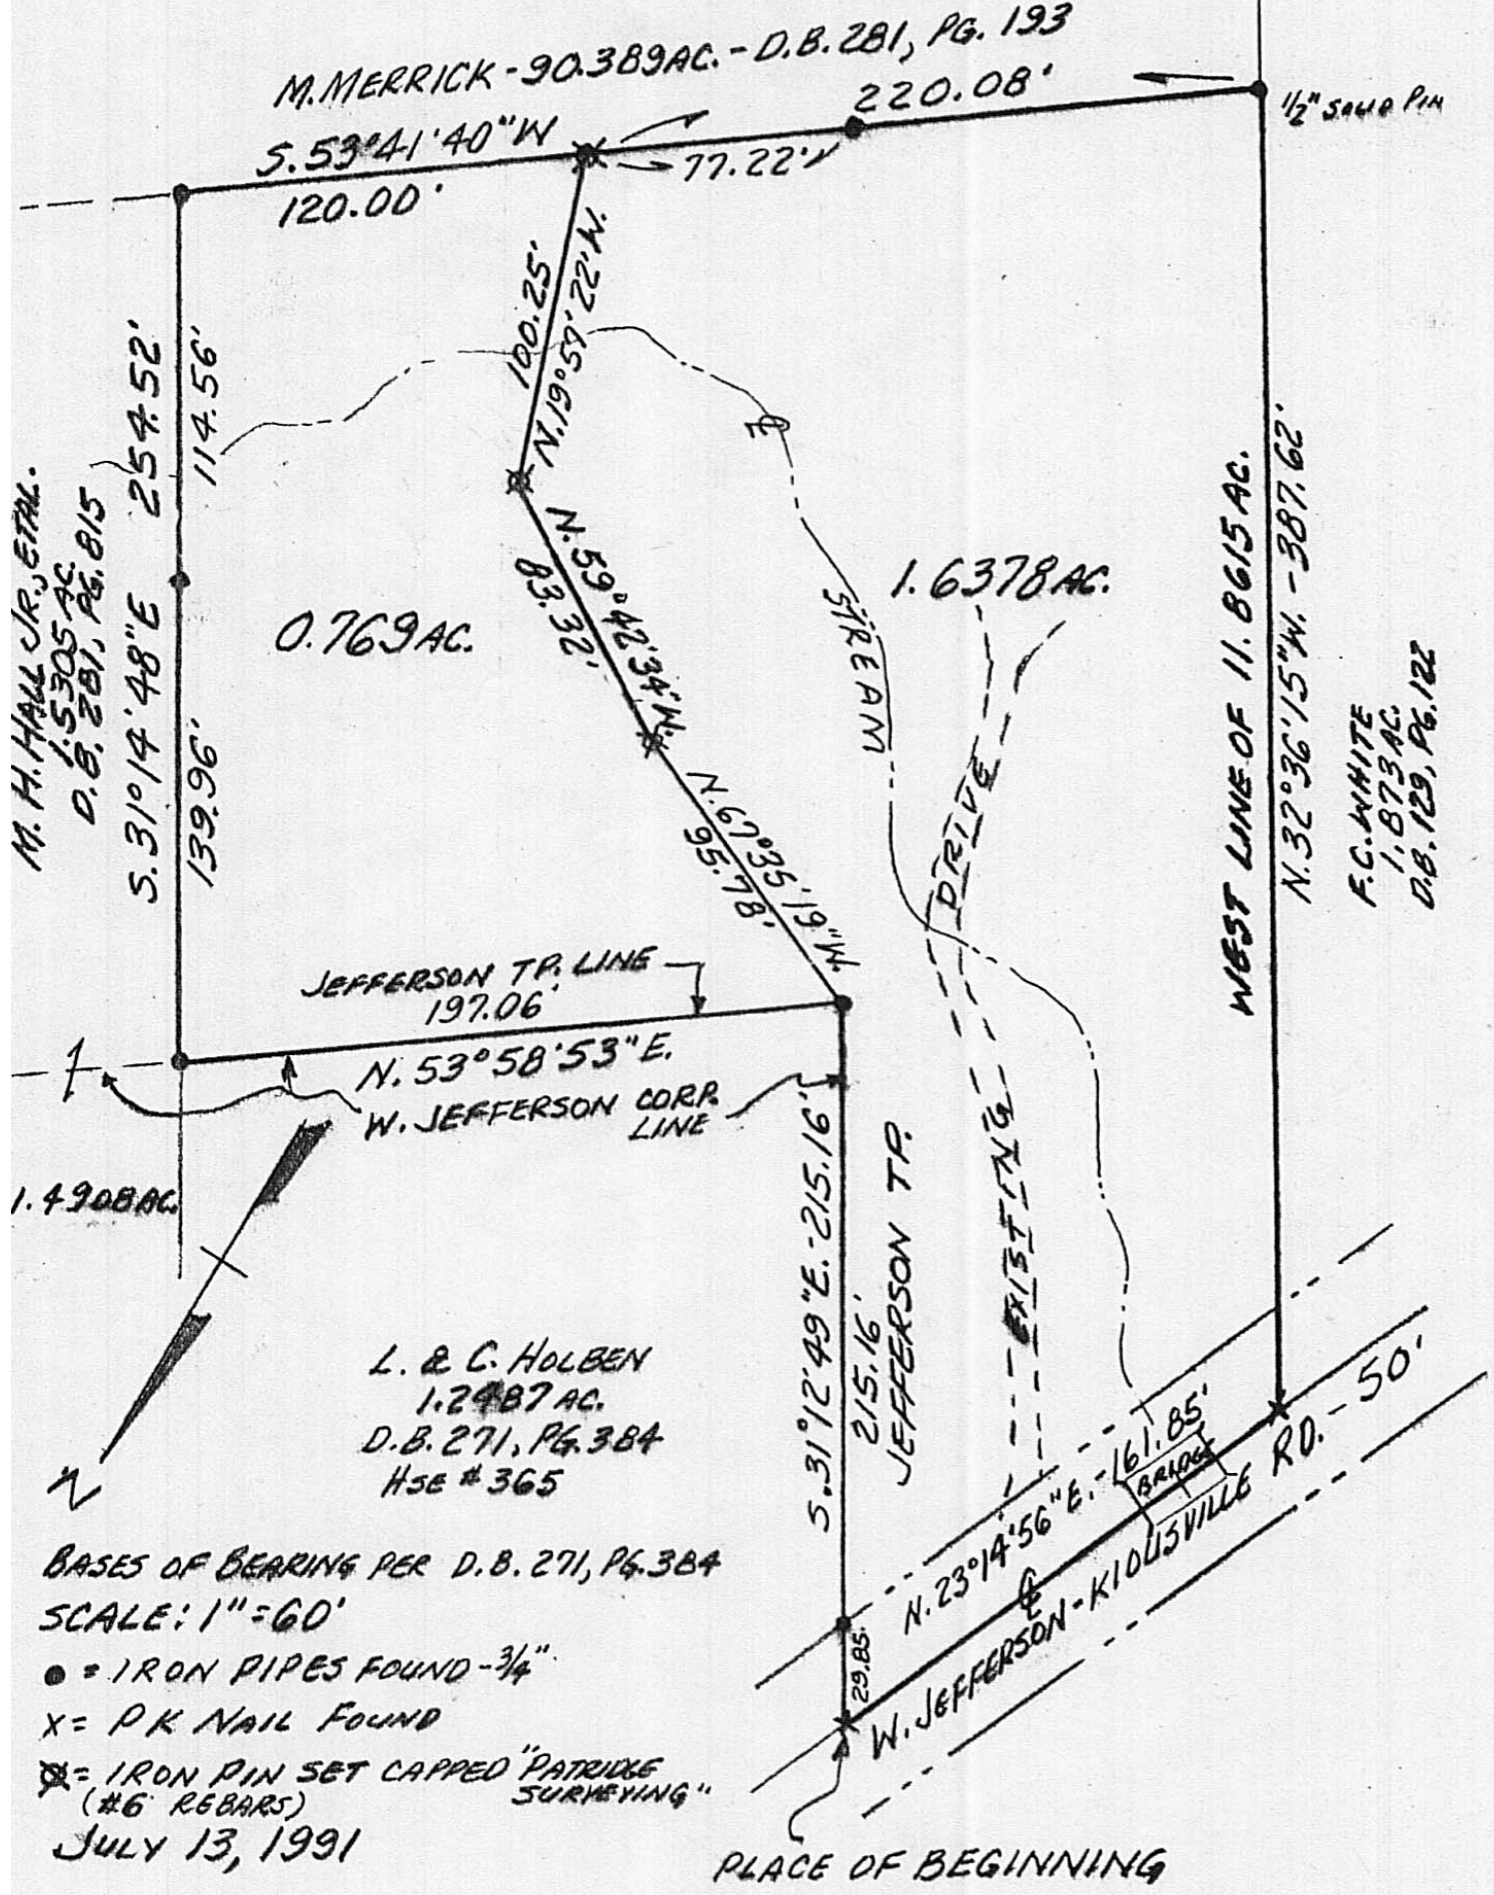 M. MERRICK - 90.389 AC. - D.B. 281, PG. 193
S. 53°41'40" W
120.00'
77.22'
220.08'
1/2" SOLID PIN
100.25'
N. 19°57'22" W.
254.52'
S. 31°14'48" E
114.56'
139.96'
M. H. HALL JR., ETAL.
1.5305 AC.
D.B. 281, PG. 815
N. 59°42'34" W.
83.32'
0.769 AC.
1.6378 AC.
STREAM
N. 67°35'19" W.
95.78'
EXISTING DRIVE
WEST LINE OF 11.8615 AC.
N. 32°36'15" W. - 387.62'
F.C. WHITE
1.873 AC.
D.B. 129, PG. 122
JEFFERSON TP. LINE
197.06'
N. 53°58'53" E.
W. JEFFERSON CORP.
LINE
1.4908 AC.
S. 31°12'49" E. - 215.16'
215.16'
JEFFERSON TP.
L. & C. HOLBEN
1.2487 AC.
D.B. 271, PG. 384
HSE # 365
N
N. 23°14'56" E. - 161.85'
BRIDGE
29.85
W. JEFFERSON - KIOUSVILLE RD. - 50'
BASES OF BEARING PER D.B. 271, PG. 384
SCALE: 1" = 60'
● = IRON PIPES FOUND - 3/4"
X = PK NAIL FOUND
= IRON PIN SET CAPPED "PATRIDGE
SURVEYING"
(#6 REBARS)
JULY 13, 1991
PLACE OF BEGINNING